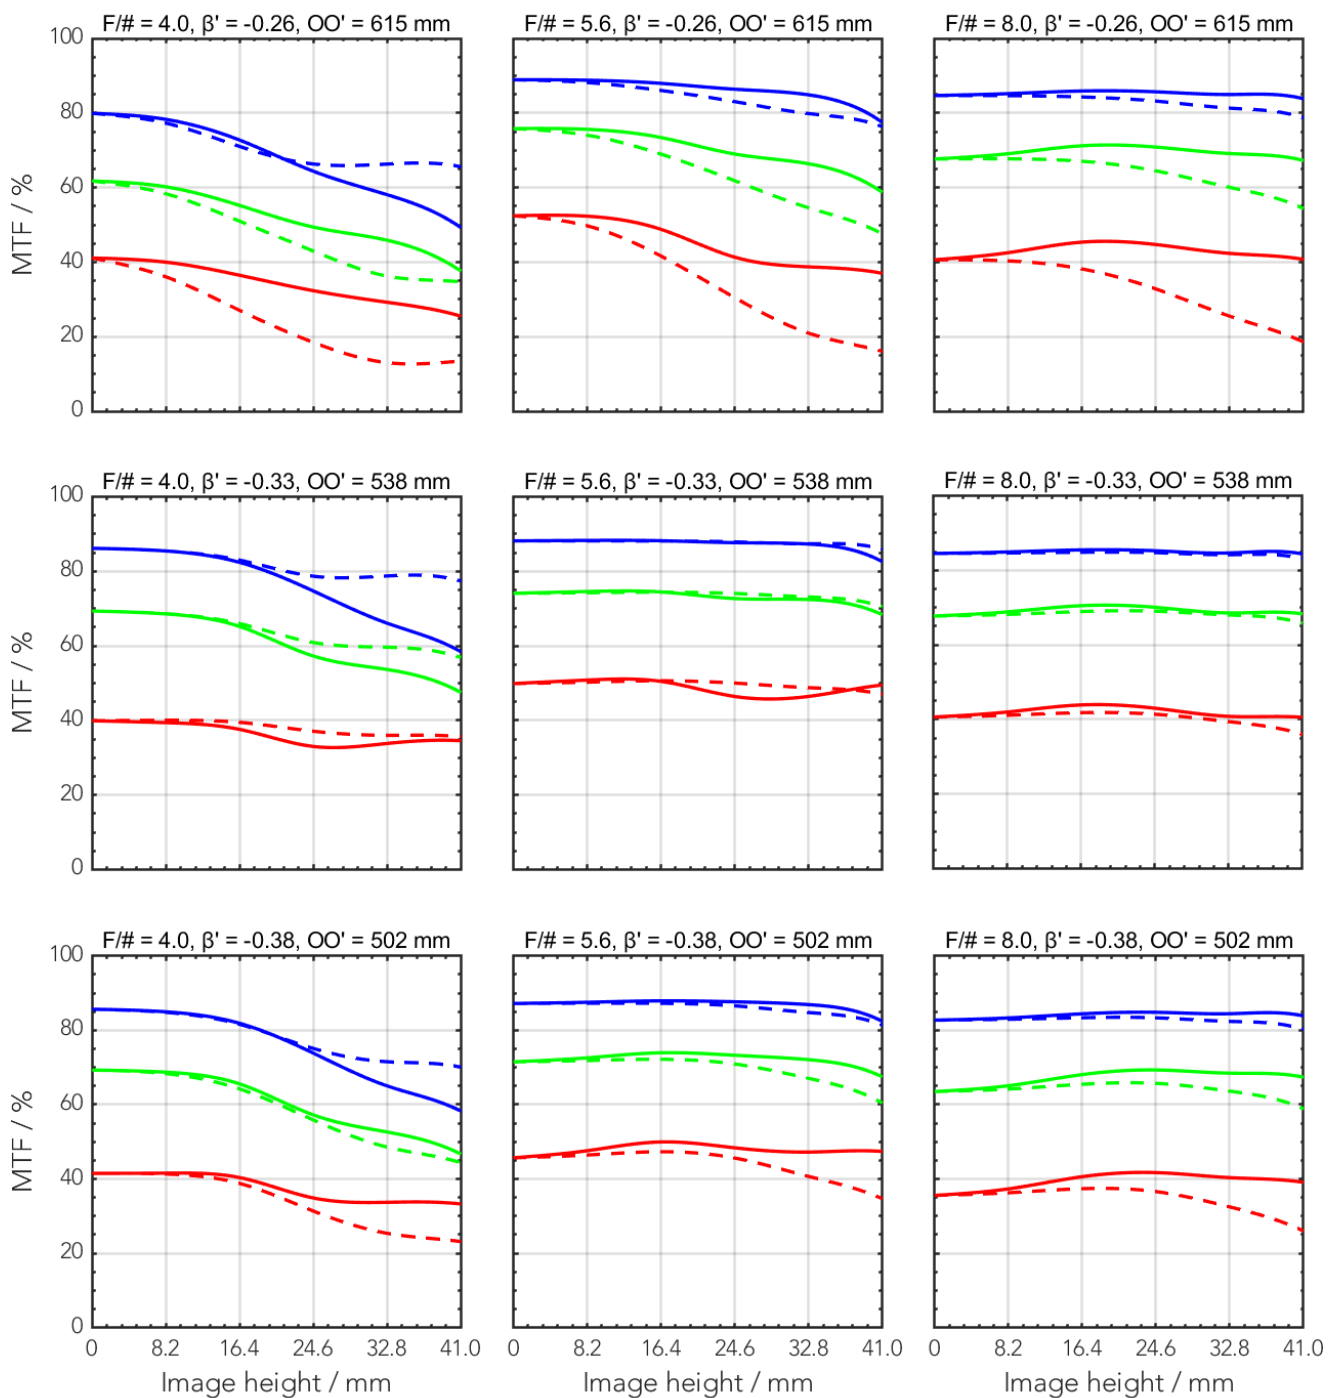 F/# = 4.0, β' = -0.26, OO' = 615 mm
F/# = 5.6, β' = -0.26, OO' = 615 mm
F/# = 8.0, β' = -0.26, OO' = 615 mm
100
80
60
40
20
0
MTF / %
F/# = 4.0, β' = -0.33, OO' = 538 mm
F/# = 5.6, β' = -0.33, OO' = 538 mm
F/# = 8.0, β' = -0.33, OO' = 538 mm
100
80
60
40
20
0
MTF / %
F/# = 4.0, β' = -0.38, OO' = 502 mm
F/# = 5.6, β' = -0.38, OO' = 502 mm
F/# = 8.0, β' = -0.38, OO' = 502 mm
100
80
60
40
20
0
MTF / %
0 8.2 16.4 24.6 32.8 41.0
0 8.2 16.4 24.6 32.8 41.0
0 8.2 16.4 24.6 32.8 41.0
Image height / mm
Image height / mm
Image height / mm